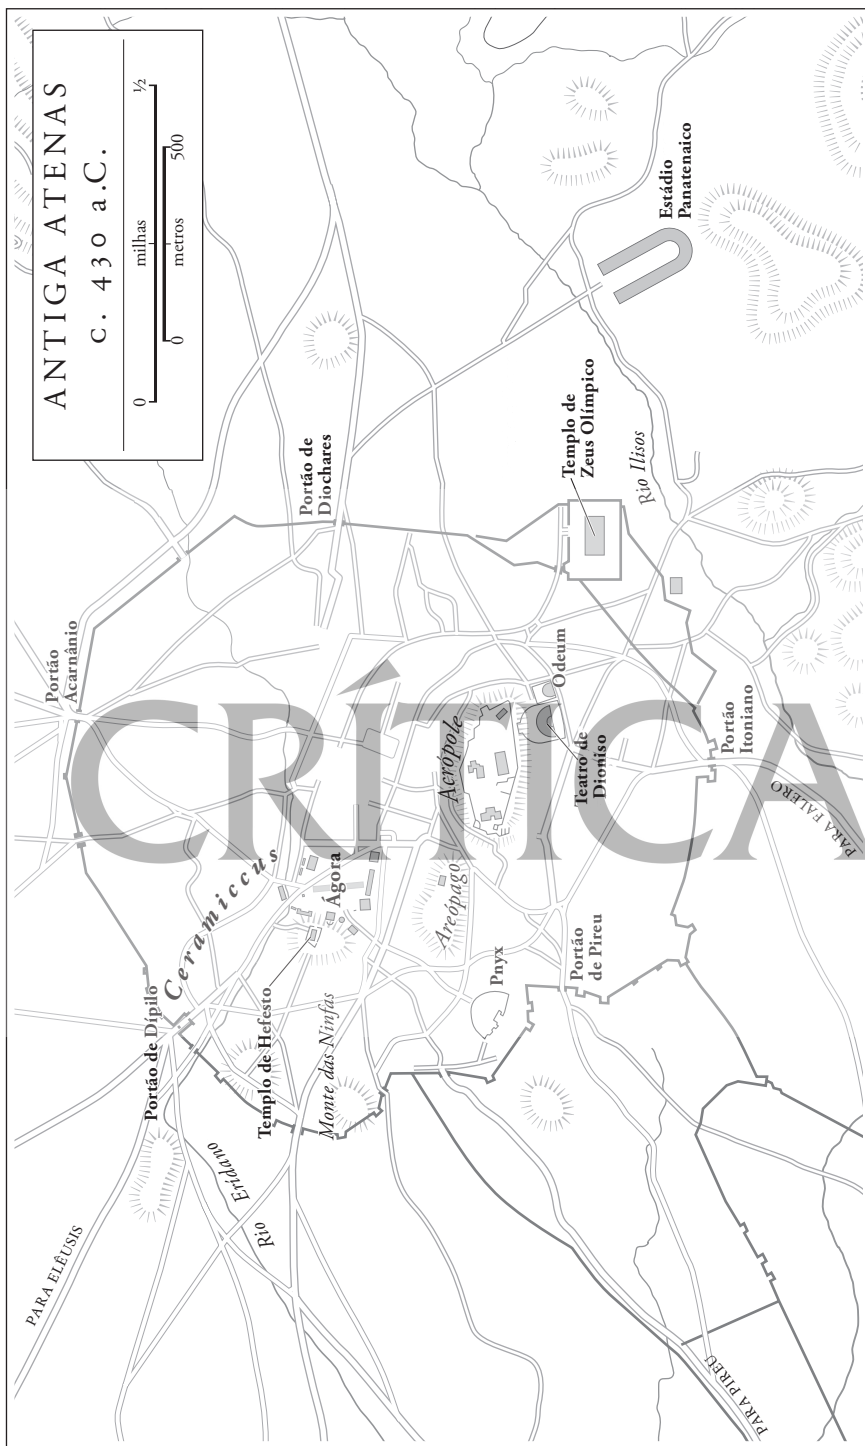 ANTIGA ATENAS
C. 430 a.C.
0
milhas
½
0
metros
500
Portão
Acarnânio
Portão de
Diochares
Estádio
Panatenaico
Templo de
Zeus Olímpico
Rio Ilisos
Ceramiccus
Portão de Dípilo
PARA ELÊUSIS
Rio
Erídano
Templo de Hefesto
Ágora
Monte das Ninfas
Areópago
Acrópole
Pnyx
Odeum
Teatro de
Dioniso
Portão
de Pireu
Portão
Itoniano
PARA FALERO
PARA PIREU
CRÍTICA